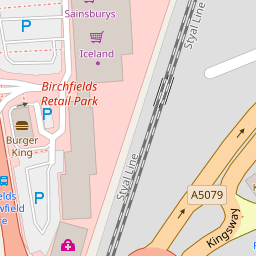 Sainsburys
P
Iceland
Styal Line
Birchfields
Retail Park
P
Burger
King
Styal Line
P
A5079
Kingsway